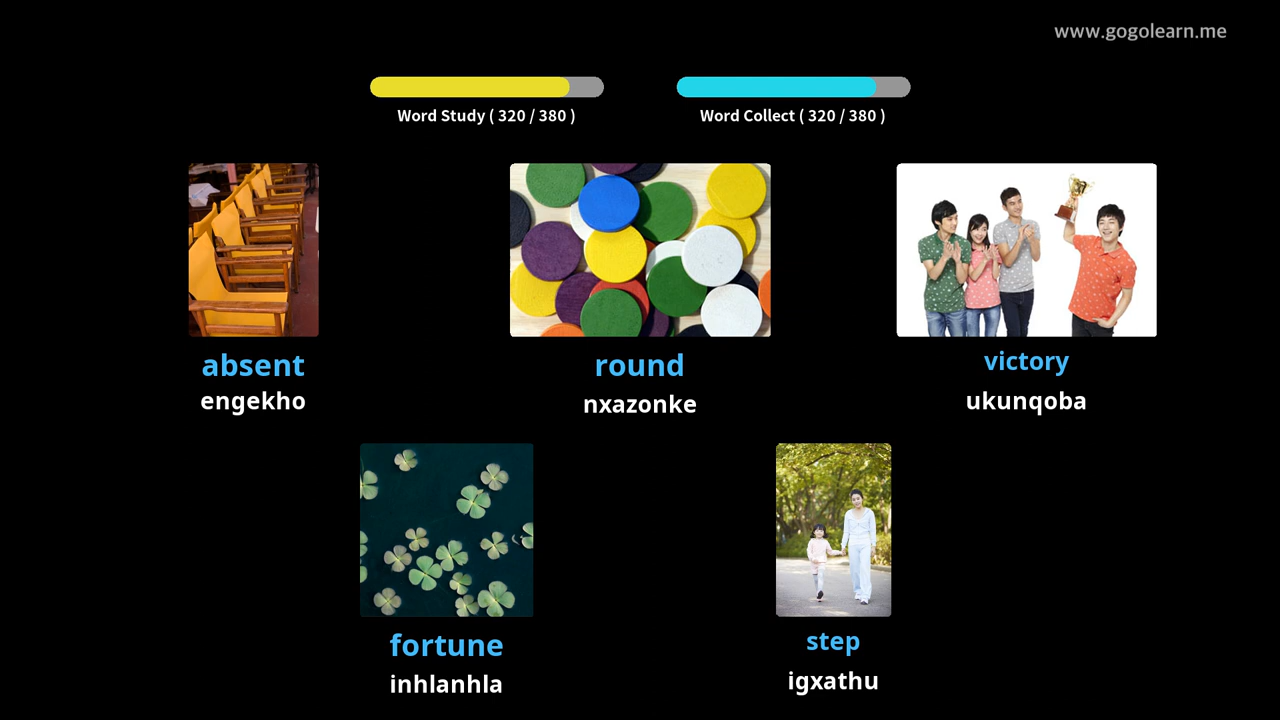 www.gogolearn.me
Word Study ( 320 / 380 )
Word Collect ( 320 / 380 )
absent
engekho
round
nxazonke
victory
ukunqoba
fortune
inhlanhla
step
igxathu